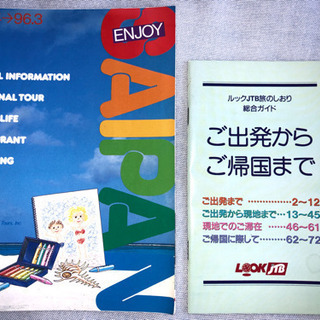 →96.3
ENJOY
SAIPAN
INFORMATION
TOUR
LIFE
ルックJTB旅のしおり
総合ガイド
ご出発から
ご帰国まで
ご出発まで…………2~12
ご出発から現地まで…13~45
現地でのご滞在……46~61
ご帰国に際して………62~72
LOOK JTB